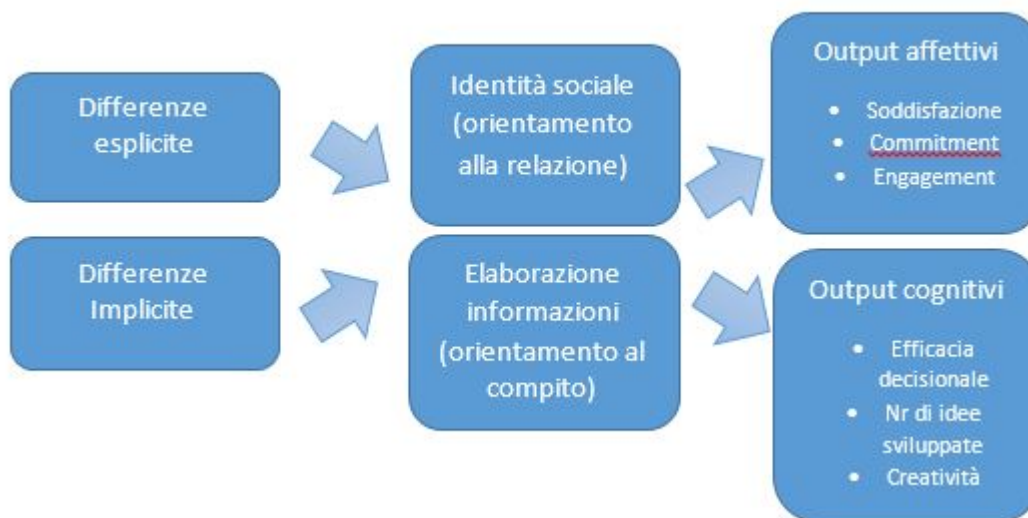 Differenze
esplicite
Differenze
Implicite
Identità sociale
(orientamento
alla relazione)
Elaborazione
informazioni
(orientamento al
compito)
Output affettivi
• Soddisfazione
• Commitment
• Engagement
Output cognitivi
• Efficacia
decisionale
• Nr di idee
sviluppate
• Creatività